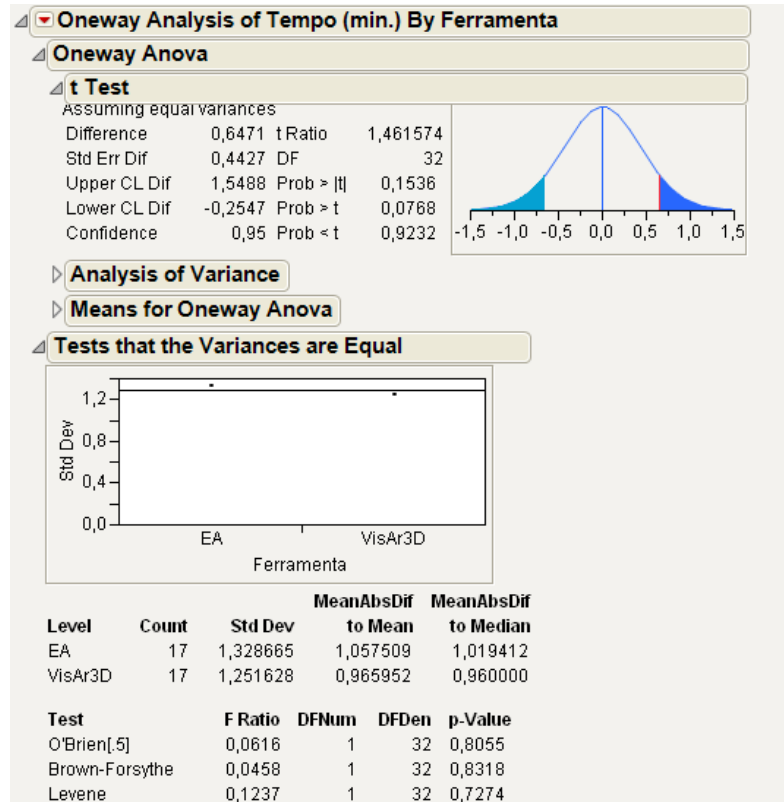 Oneway Analysis of Tempo (min.) By Ferramenta
Oneway Anova
t Test
Assuming equal variances
Difference 0,6471 t Ratio 1,461574
Std Err Dif 0,4427 DF 32
Upper CL Dif 1,5488 Prob > |t| 0,1536
Lower CL Dif -0,2547 Prob > t 0,0768
Confidence 0,95 Prob < t 0,9232
-1,5 -1,0 -0,5 0,0 0,5 1,0 1,5
Analysis of Variance
Means for Oneway Anova
Tests that the Variances are Equal
1,2
0,8
0,4
0,0
Std Dev
EA VisAr3D
Ferramenta
MeanAbsDif MeanAbsDif
Level Count Std Dev to Mean to Median
EA 17 1,328665 1,057509 1,019412
VisAr3D 17 1,251628 0,965952 0,960000
Test F Ratio DFNum DFDen p-Value
O'Brien[.5] 0,0616 1 32 0,8055
Brown-Forsythe 0,0458 1 32 0,8318
Levene 0,1237 1 32 0,7274